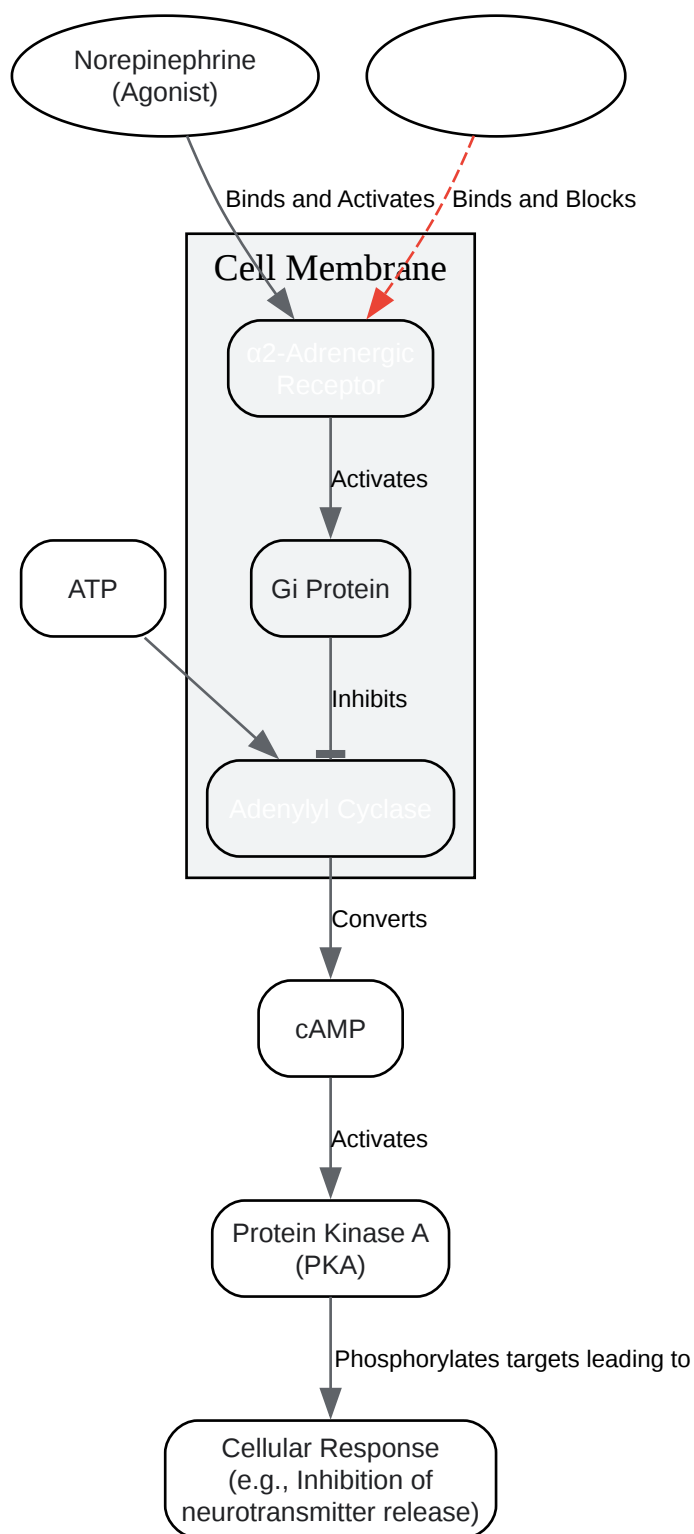 Norepinephrine
(Agonist)
Binds and Activates
Binds and Blocks
Cell Membrane
α2-Adrenergic
Receptor
Activates
ATP
Gi Protein
Inhibits
Adenylyl Cyclase
Converts
cAMP
Activates
Protein Kinase A
(PKA)
Phosphorylates targets leading to
Cellular Response
(e.g., Inhibition of
neurotransmitter release)